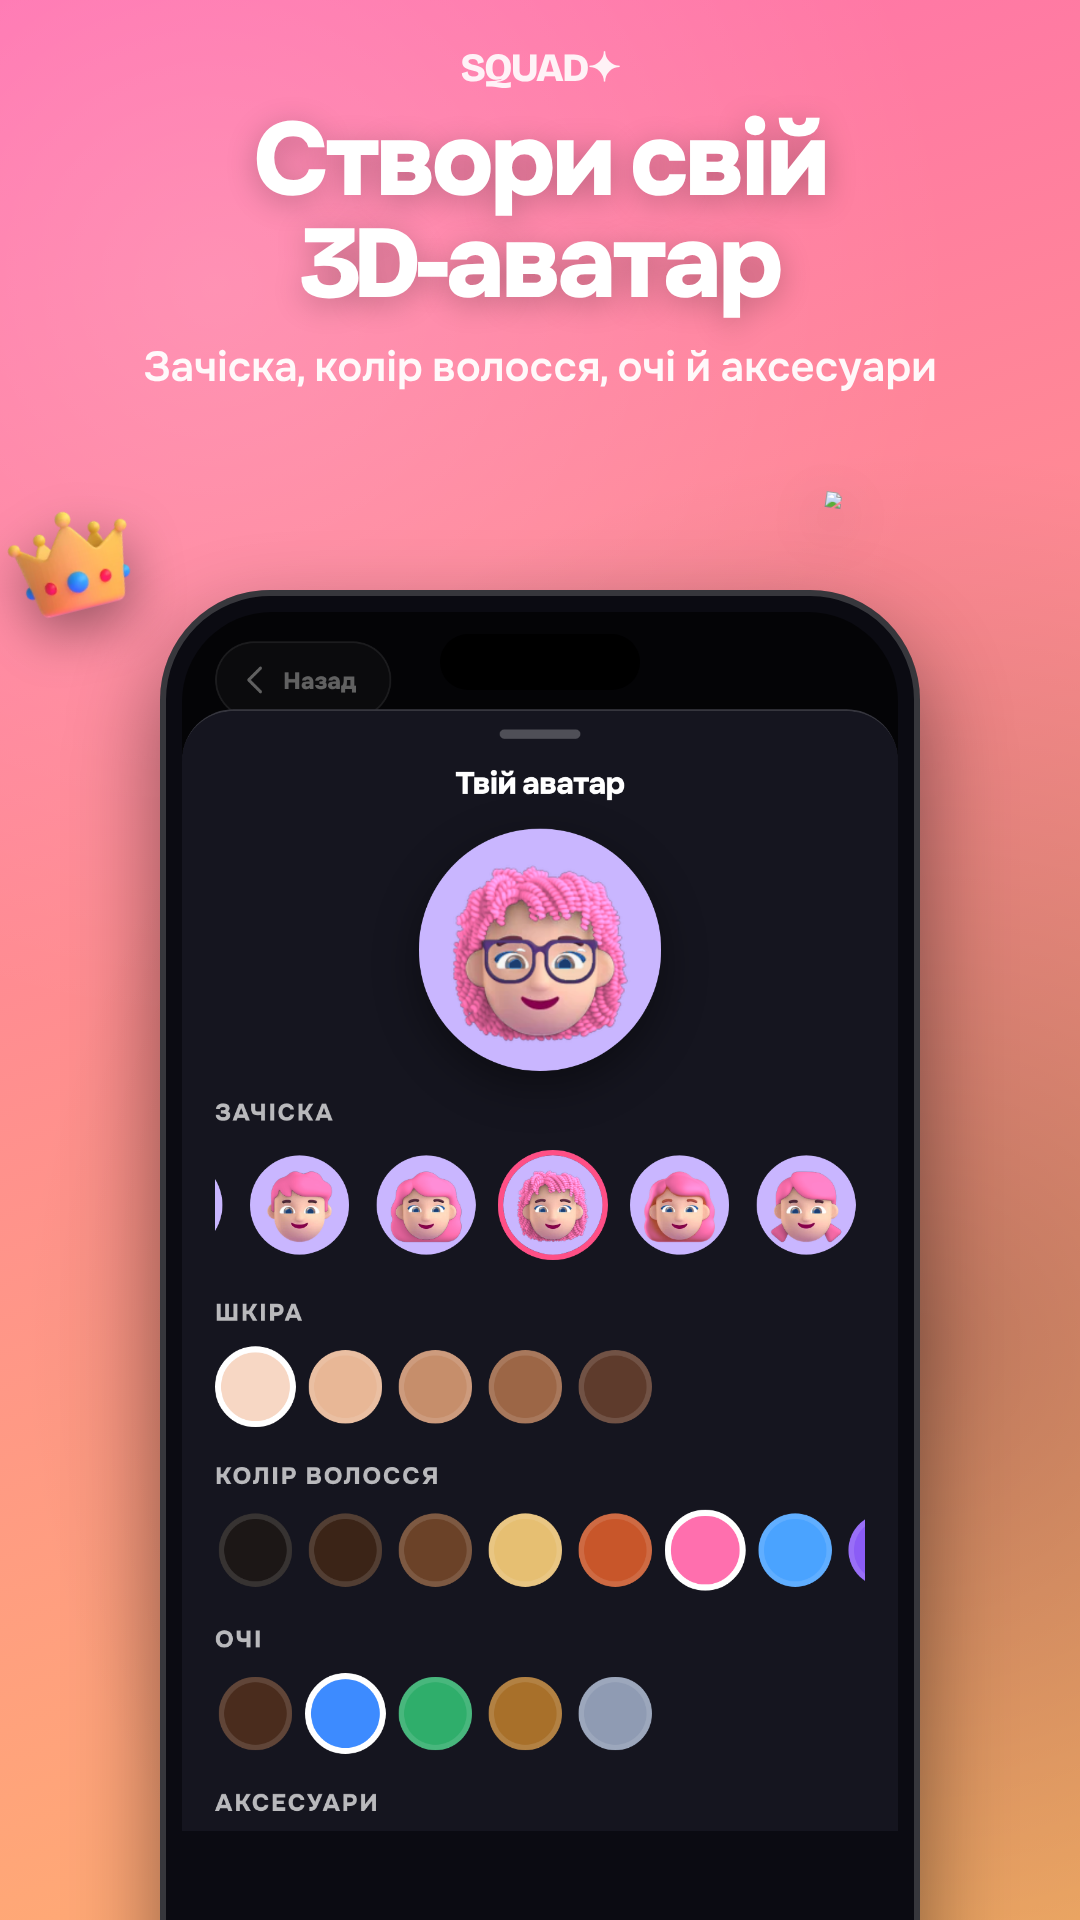 SQUAD
Створи свій
3D-аватар
Зачіска, колір волосся, очі й аксесуари
Назад
Твій аватар
ЗАЧІСКА
ШКІРА
КОЛІР ВОЛОССЯ
ОЧІ
АКСЕСУАРИ